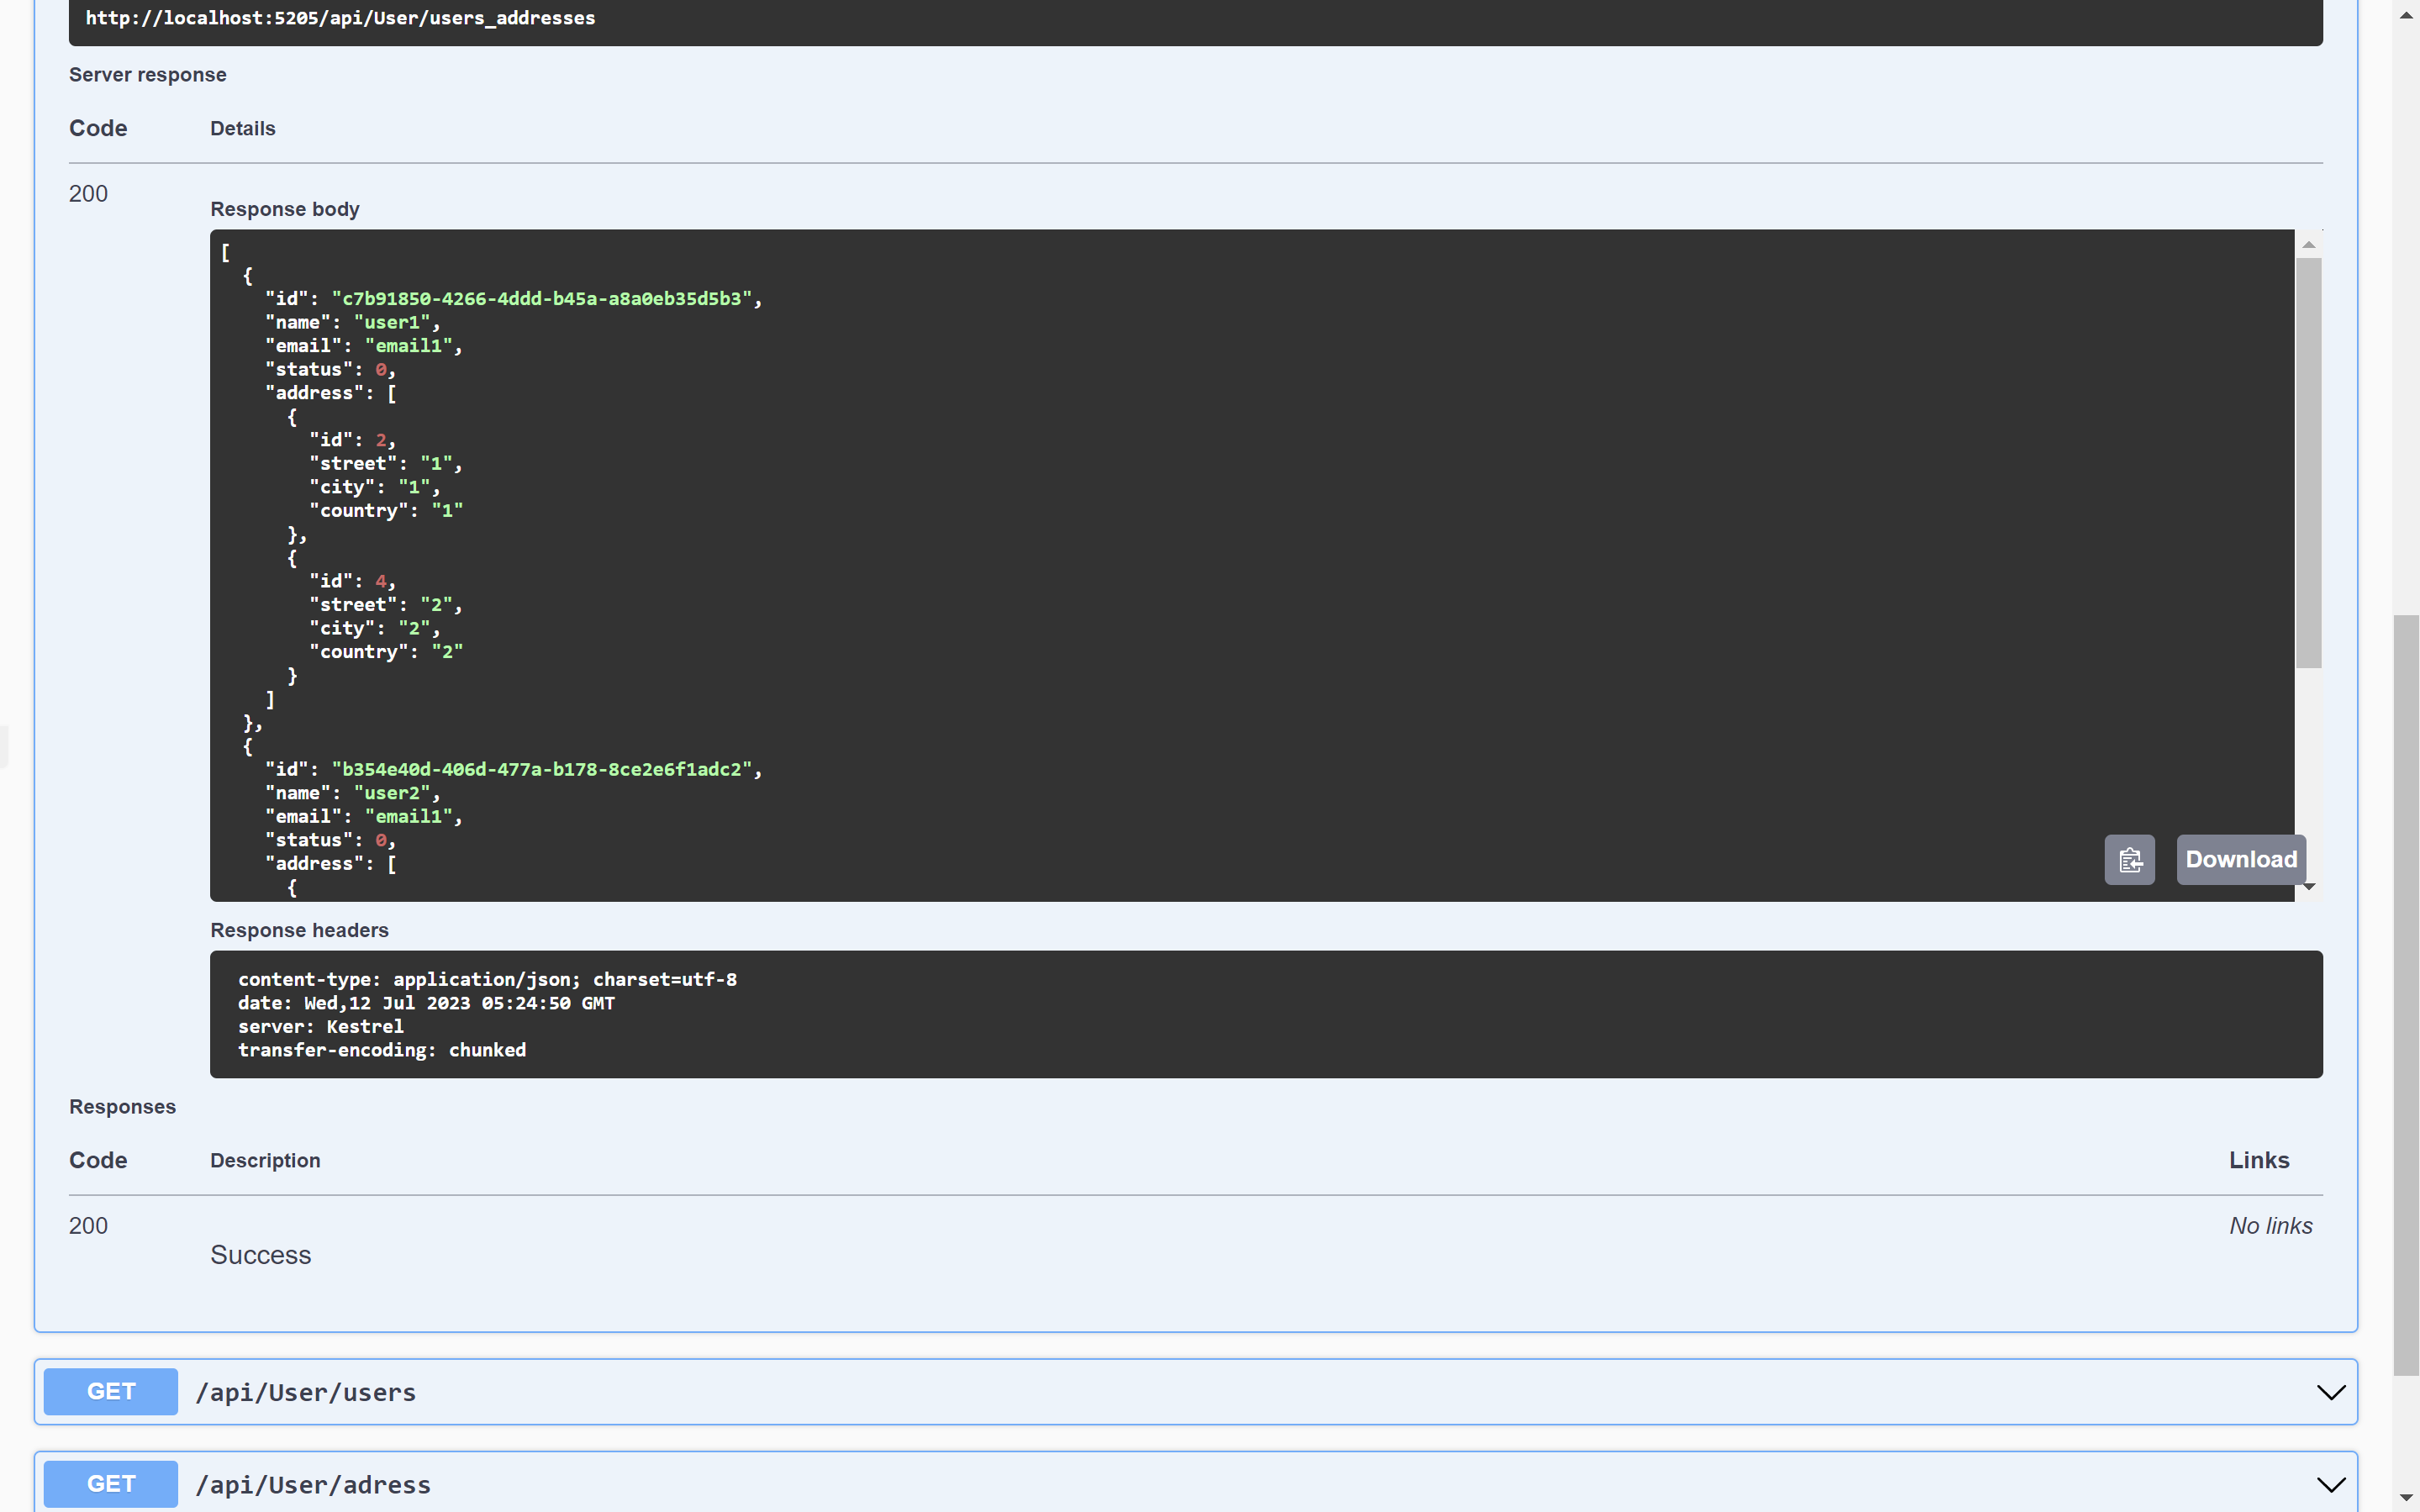 http://localhost:5205/api/User/users_addresses
Server response
Code Details
200
Response body
[
  {
    "id": "c7b91850-4266-4ddd-b45a-a8a0eb35d5b3",
    "name": "user1",
    "email": "email1",
    "status": 0,
    "address": [
      {
        "id": 2,
        "street": "1",
        "city": "1",
        "country": "1"
      },
      {
        "id": 4,
        "street": "2",
        "city": "2",
        "country": "2"
      }
    ]
  },
  {
    "id": "b354e40d-406d-477a-b178-8ce2e6f1adc2",
    "name": "user2",
    "email": "email1",
    "status": 0,
    "address": [
      {
Download
Response headers
content-type: application/json; charset=utf-8
date: Wed,12 Jul 2023 05:24:50 GMT
server: Kestrel
transfer-encoding: chunked
Responses
Code Description Links
200 No links
Success
GET /api/User/users
GET /api/User/adress